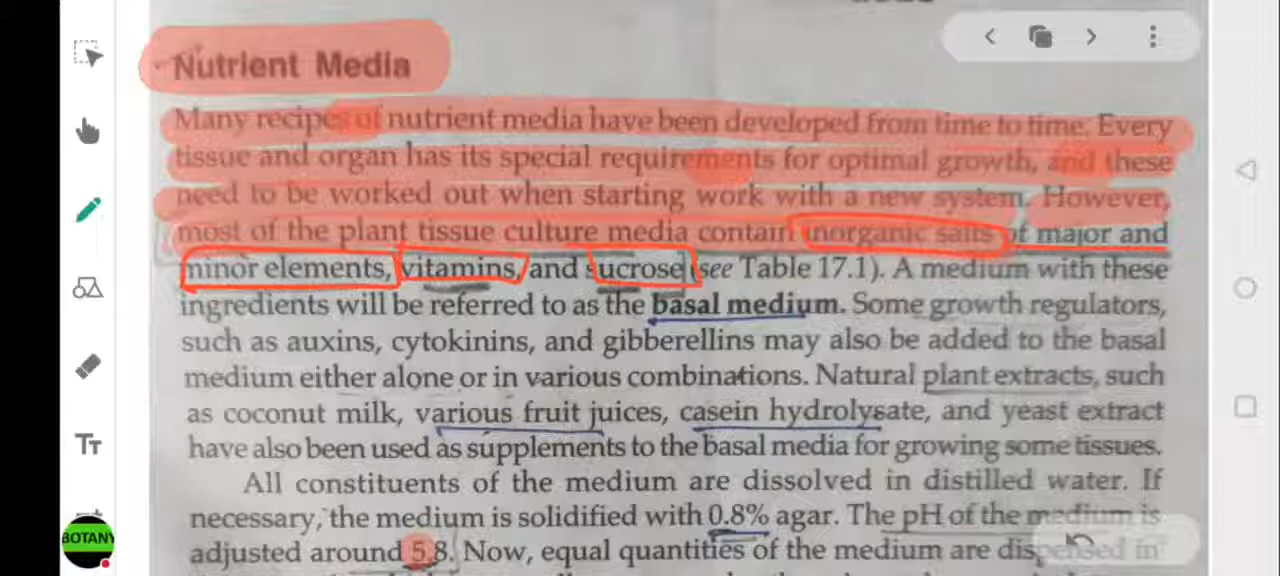 Nutrient Media
Many recipes of nutrient media have been developed from time to time. Every
tissue and organ has its special requirements for optimal growth, and these
need to be worked out when starting work with a new system. However,
most of the plant tissue culture media contain inorganic salts of major and
minor elements, vitamins, and sucrose (see Table 17.1). A medium with these
ingredients will be referred to as the basal medium. Some growth regulators,
such as auxins, cytokinins, and gibberellins may also be added to the basal
medium either alone or in various combinations. Natural plant extracts, such
as coconut milk, various fruit juices, casein hydrolysate, and yeast extract
have also been used as supplements to the basal media for growing some tissues.
All constituents of the medium are dissolved in distilled water. If
necessary, the medium is solidified with 0.8% agar. The pH of the medium is
adjusted around 5.8. Now, equal quantities of the medium are dispensed in
Tт
BOTANY